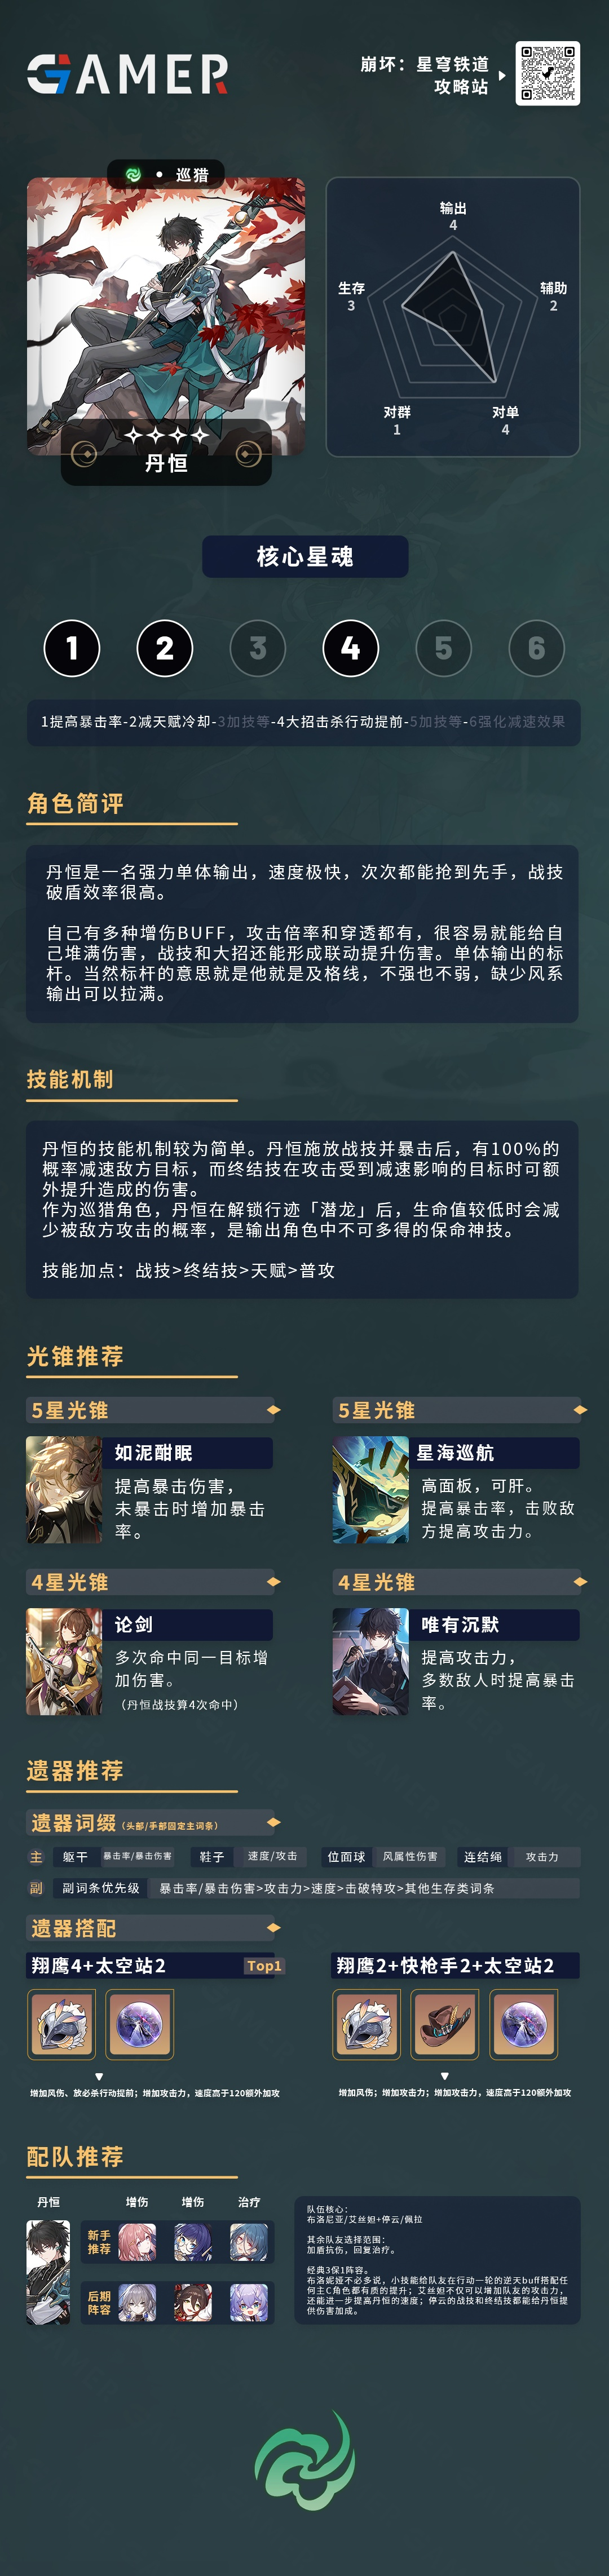 GAMER
崩坏：星穹铁道
攻略站
巡猎
丹恒
输出
4
生存
3
辅助
2
对群
1
对单
4
核心星魂
1 2 3 4 5 6
1提高暴击率-2减天赋冷却-3加技等-4大招击杀行动提前-5加技等-6强化减速效果
角色简评
丹恒是一名强力单体输出，速度极快，次次都能抢到先手，战技
破盾效率很高。
自己有多种增伤BUFF，攻击倍率和穿透都有，很容易就能给自
己堆满伤害，战技和大招还能形成联动提升伤害。单体输出的标
杆。当然标杆的意思就是他就是及格线，不强也不弱，缺少风系
输出可以拉满。
技能机制
丹恒的技能机制较为简单。丹恒施放战技并暴击后，有100%的
概率减速敌方目标，而终结技在攻击受到减速影响的目标时可额
外提升造成的伤害。
作为巡猎角色，丹恒在解锁行迹「潜龙」后，生命值较低时会减
少被敌方攻击的概率，是输出角色中不可多得的保命神技。
技能加点：战技>终结技>天赋>普攻
光锥推荐
5星光锥
如泥酣眠
提高暴击伤害，
未暴击时增加暴击
率。
5星光锥
星海巡航
高面板，可肝。
提高暴击率，击败敌
方提高攻击力。
4星光锥
论剑
多次命中同一目标增
加伤害。
（丹恒战技算4次命中）
4星光锥
唯有沉默
提高攻击力，
多数敌人时提高暴击
率。
遗器推荐
遗器词缀（头部/手部固定主词条）
主 躯干 暴击率/暴击伤害 鞋子 速度/攻击 位面球 风属性伤害 连结绳 攻击力
副 副词条优先级 暴击率/暴击伤害>攻击力>速度>击破特攻>其他生存类词条
遗器搭配
翔鹰4+太空站2 Top1
增加风伤、放必杀行动提前；增加攻击力，速度高于120额外加攻
翔鹰2+快枪手2+太空站2
增加风伤；增加攻击力；增加攻击力，速度高于120额外加攻
配队推荐
丹恒 增伤 增伤 治疗
新手
推荐
后期
阵容
队伍核心：
布洛尼亚/艾丝妲+停云/佩拉
其余队友选择范围：
加盾抗伤，回复治疗。
经典3保1阵容。
布洛妮娅不必多说，小技能给队友在行动一轮的逆天buff搭配任
何主C角色都有质的提升；艾丝妲不仅可以增加队友的攻击力，
还能进一步提高丹恒的速度；停云的战技和终结技都能给丹恒提
供伤害加成。